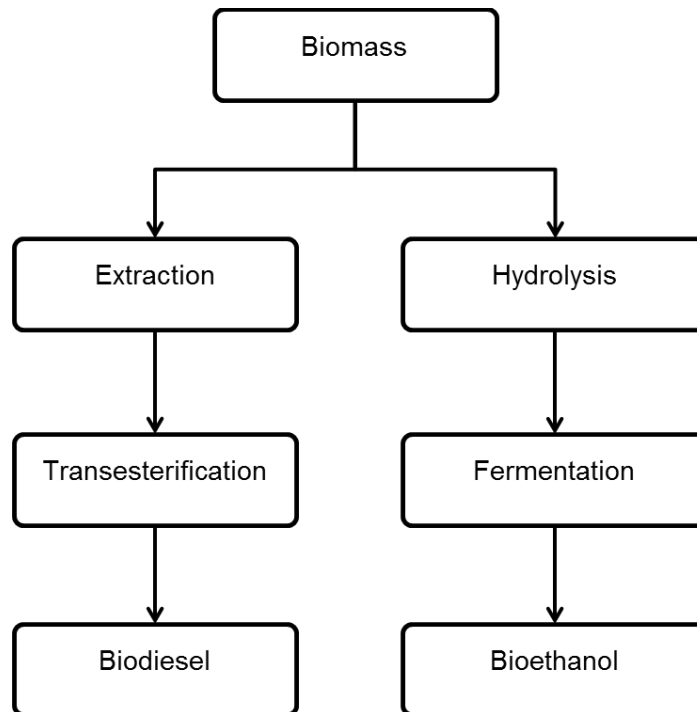 Biomass
Extraction
Hydrolysis
Transesterification
Fermentation
Biodiesel
Bioethanol